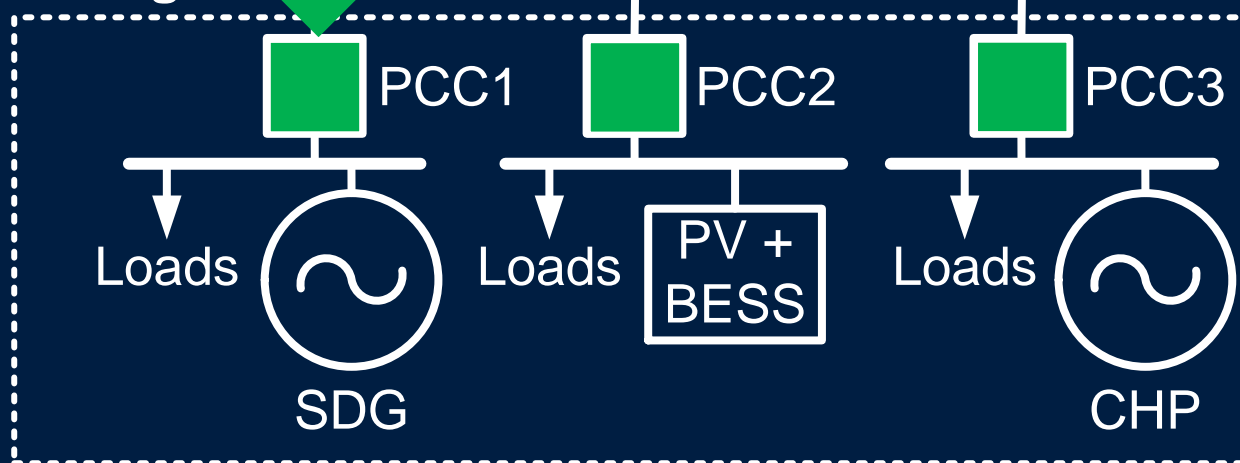 PCC1
PCC2
PCC3
Loads
Loads
PV +
BESS
Loads
SDG
CHP